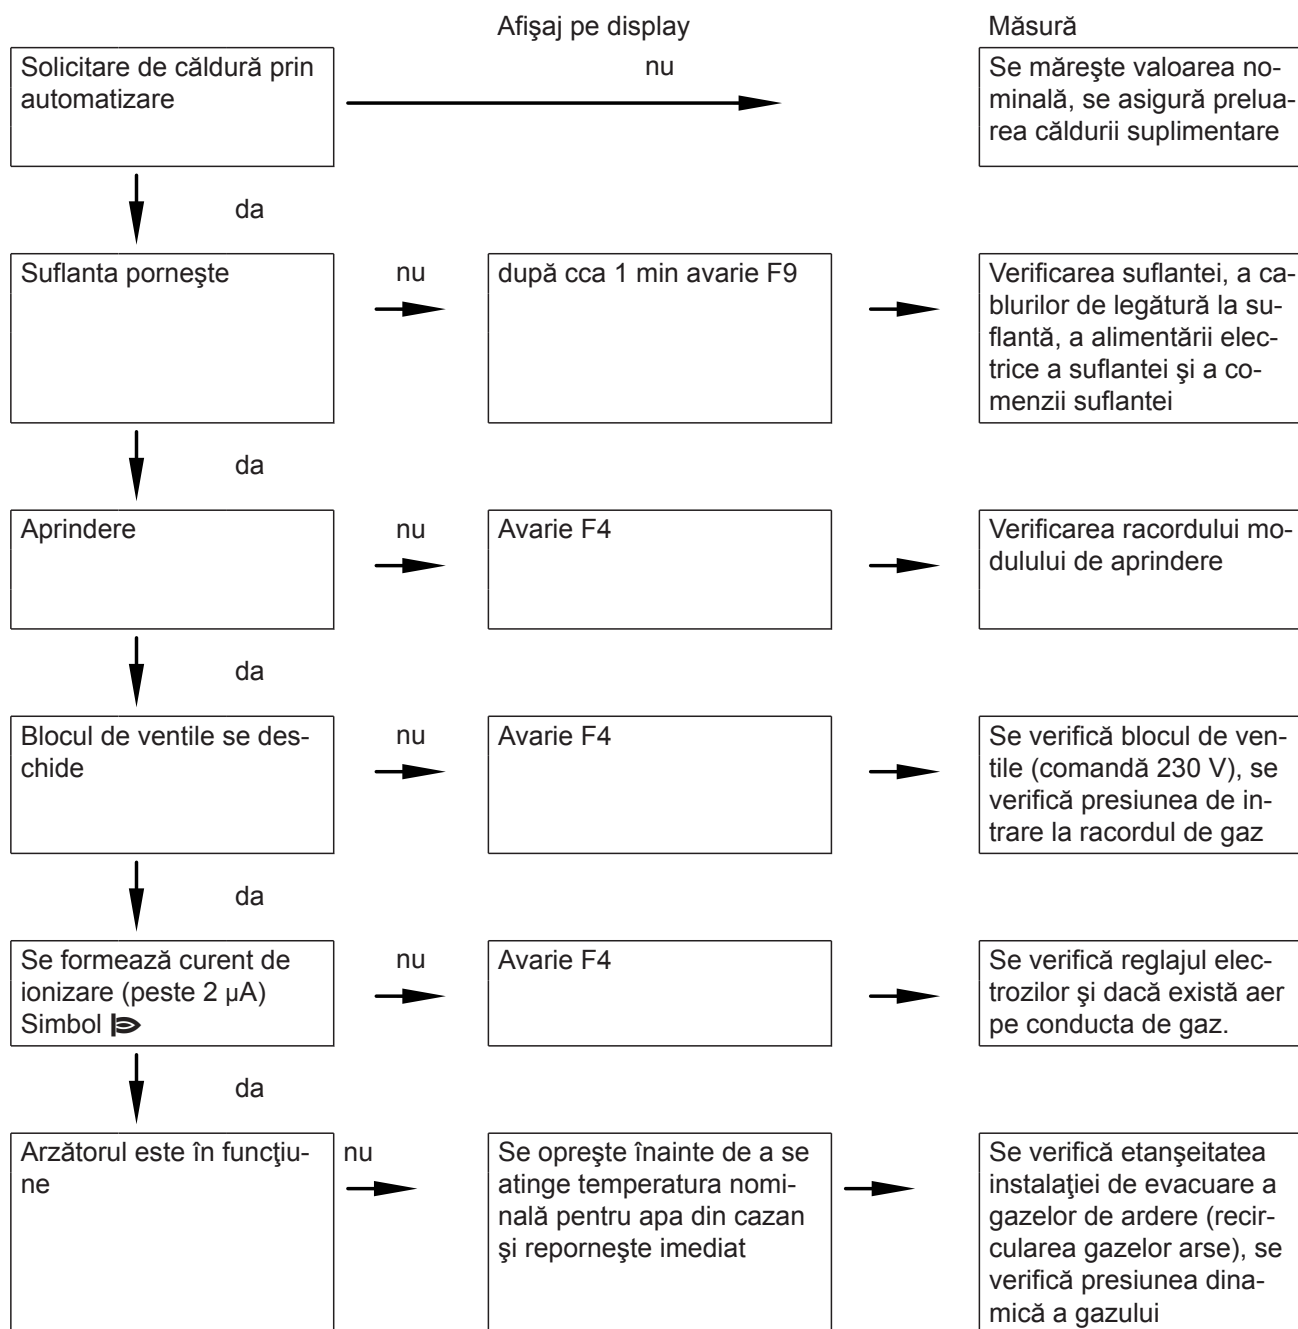 Afişaj pe display
Măsură
Solicitare de căldură prin
automatizare
nu
Se măreşte valoarea no-
minală, se asigură prelua-
rea căldurii suplimentare
da
Suflanta porneşte
nu
după cca 1 min avarie F9
Verificarea suflantei, a ca-
blurilor de legătură la su-
flantă, a alimentării elec-
trice a suflantei şi a co-
menzii suflantei
da
Aprindere
nu
Avarie F4
Verificarea racordului mo-
dulului de aprindere
da
Blocul de ventile se des-
chide
nu
Avarie F4
Se verifică blocul de ven-
tile (comandă 230 V), se
verifică presiunea de in-
trare la racordul de gaz
da
Se formează curent de
ionizare (peste 2 µA)
Simbol
nu
Avarie F4
Se verifică reglajul elec-
trozilor şi dacă există aer
pe conducta de gaz.
da
Arzătorul este în funcţiu-
ne
nu
Se opreşte înainte de a se
atinge temperatura nomi-
nală pentru apa din cazan
şi reporneşte imediat
Se verifică etanşeitatea
instalaţiei de evacuare a
gazelor de ardere (recir-
cularea gazelor arse), se
verifică presiunea dina-
mică a gazului